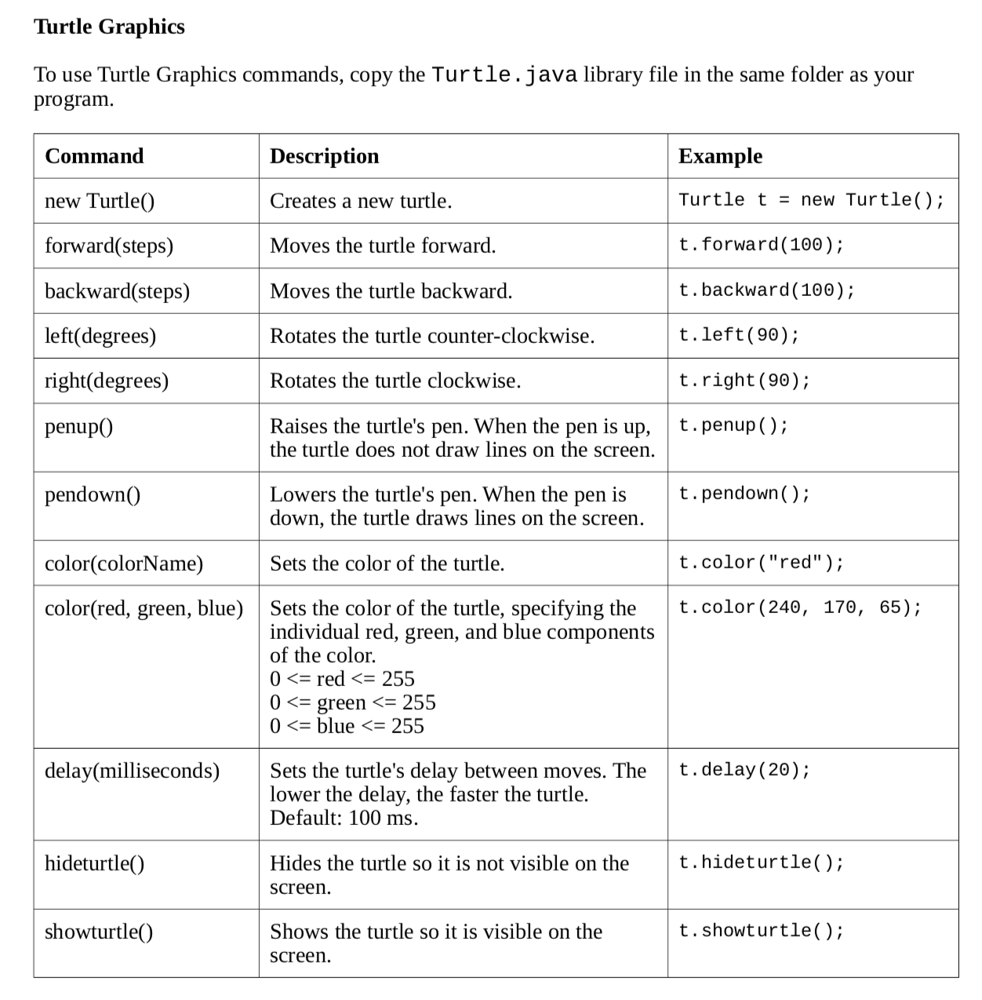 Turtle Graphics
To use Turtle Graphics commands, copy the Turtle.java library file in the same folder as your
program.
Command Description Example
new Turtle() Creates a new turtle. Turtle t = new Turtle();
forward(steps) Moves the turtle forward. t.forward(100);
backward(steps) Moves the turtle backward. t.backward(100);
left(degrees) Rotates the turtle counter-clockwise. t.left(90);
right(degrees) Rotates the turtle clockwise. t.right(90);
penup() Raises the turtle's pen. When the pen is up, t.penup();
the turtle does not draw lines on the screen.
pendown() Lowers the turtle's pen. When the pen is t.pendown();
down, the turtle draws lines on the screen.
color(colorName) Sets the color of the turtle. t.color("red");
color(red, green, blue) Sets the color of the turtle, specifying the t.color(240, 170, 65);
individual red, green, and blue components
of the color.
0 <= red <= 255
0 <= green <= 255
0 <= blue <= 255
delay(milliseconds) Sets the turtle's delay between moves. The t.delay(20);
lower the delay, the faster the turtle.
Default: 100 ms.
hideturtle() Hides the turtle so it is not visible on the t.hideturtle();
screen.
showturtle() Shows the turtle so it is visible on the t.showturtle();
screen.